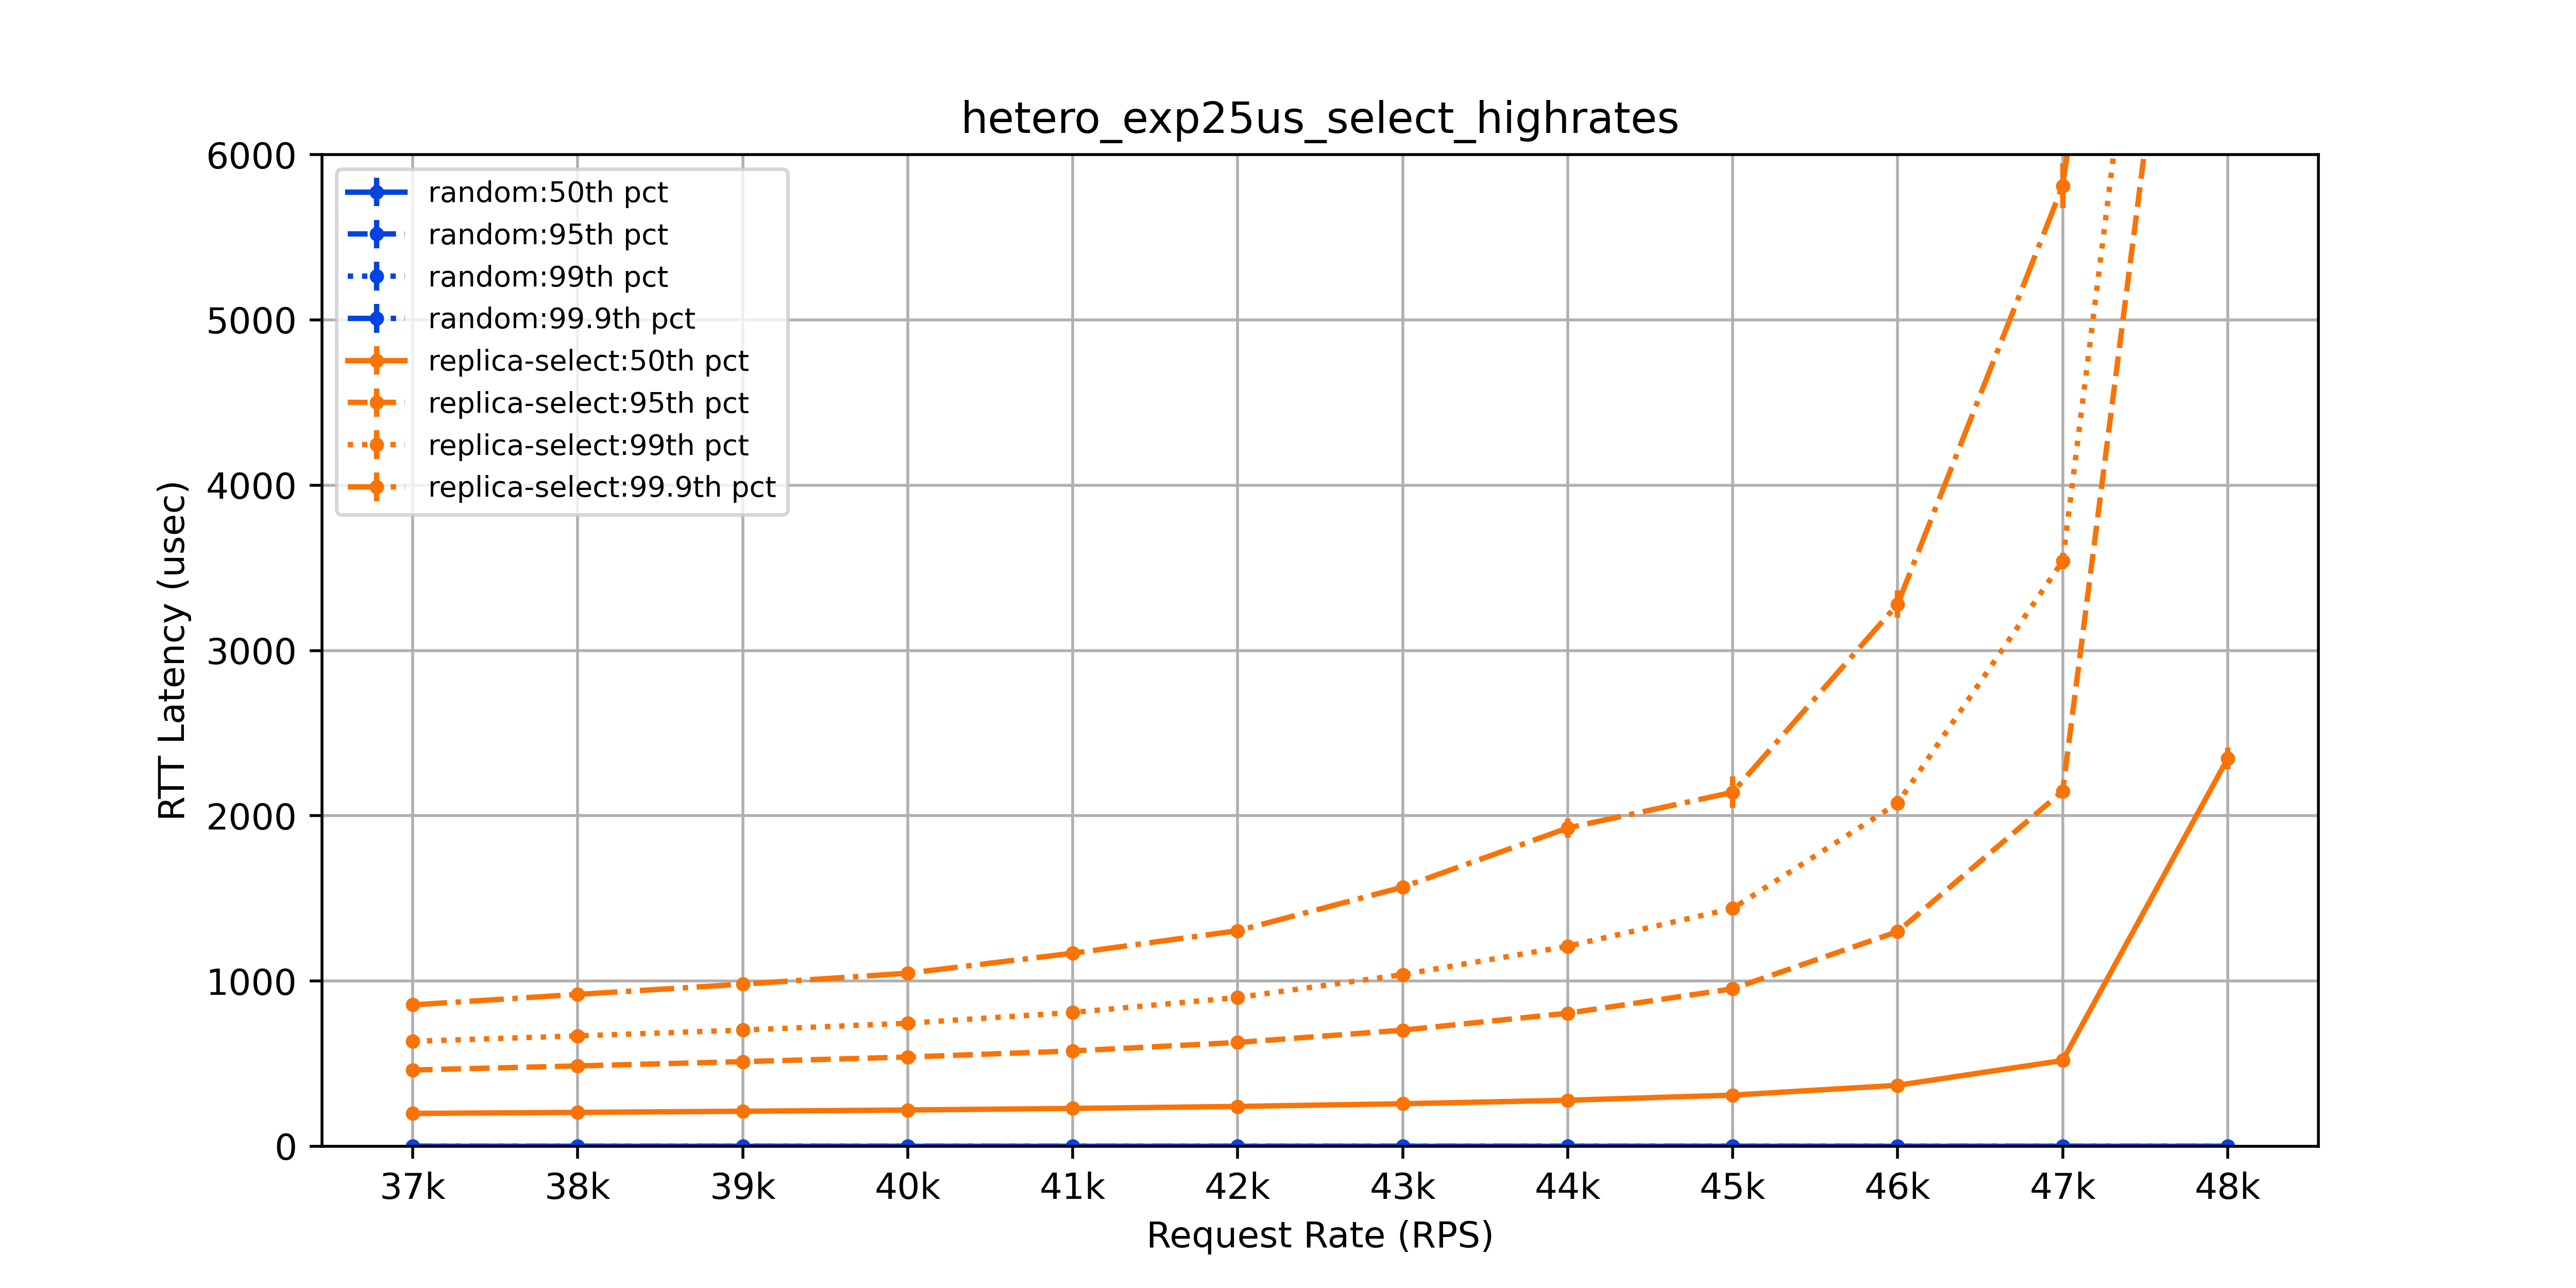 hetero_exp25us_select_highrates
6000
5000
4000
3000
2000
1000
0
RTT Latency (usec)
random:50th pct
random:95th pct
random:99th pct
random:99.9th pct
replica-select:50th pct
replica-select:95th pct
replica-select:99th pct
replica-select:99.9th pct
37k 38k 39k 40k 41k 42k 43k 44k 45k 46k 47k 48k
Request Rate (RPS)